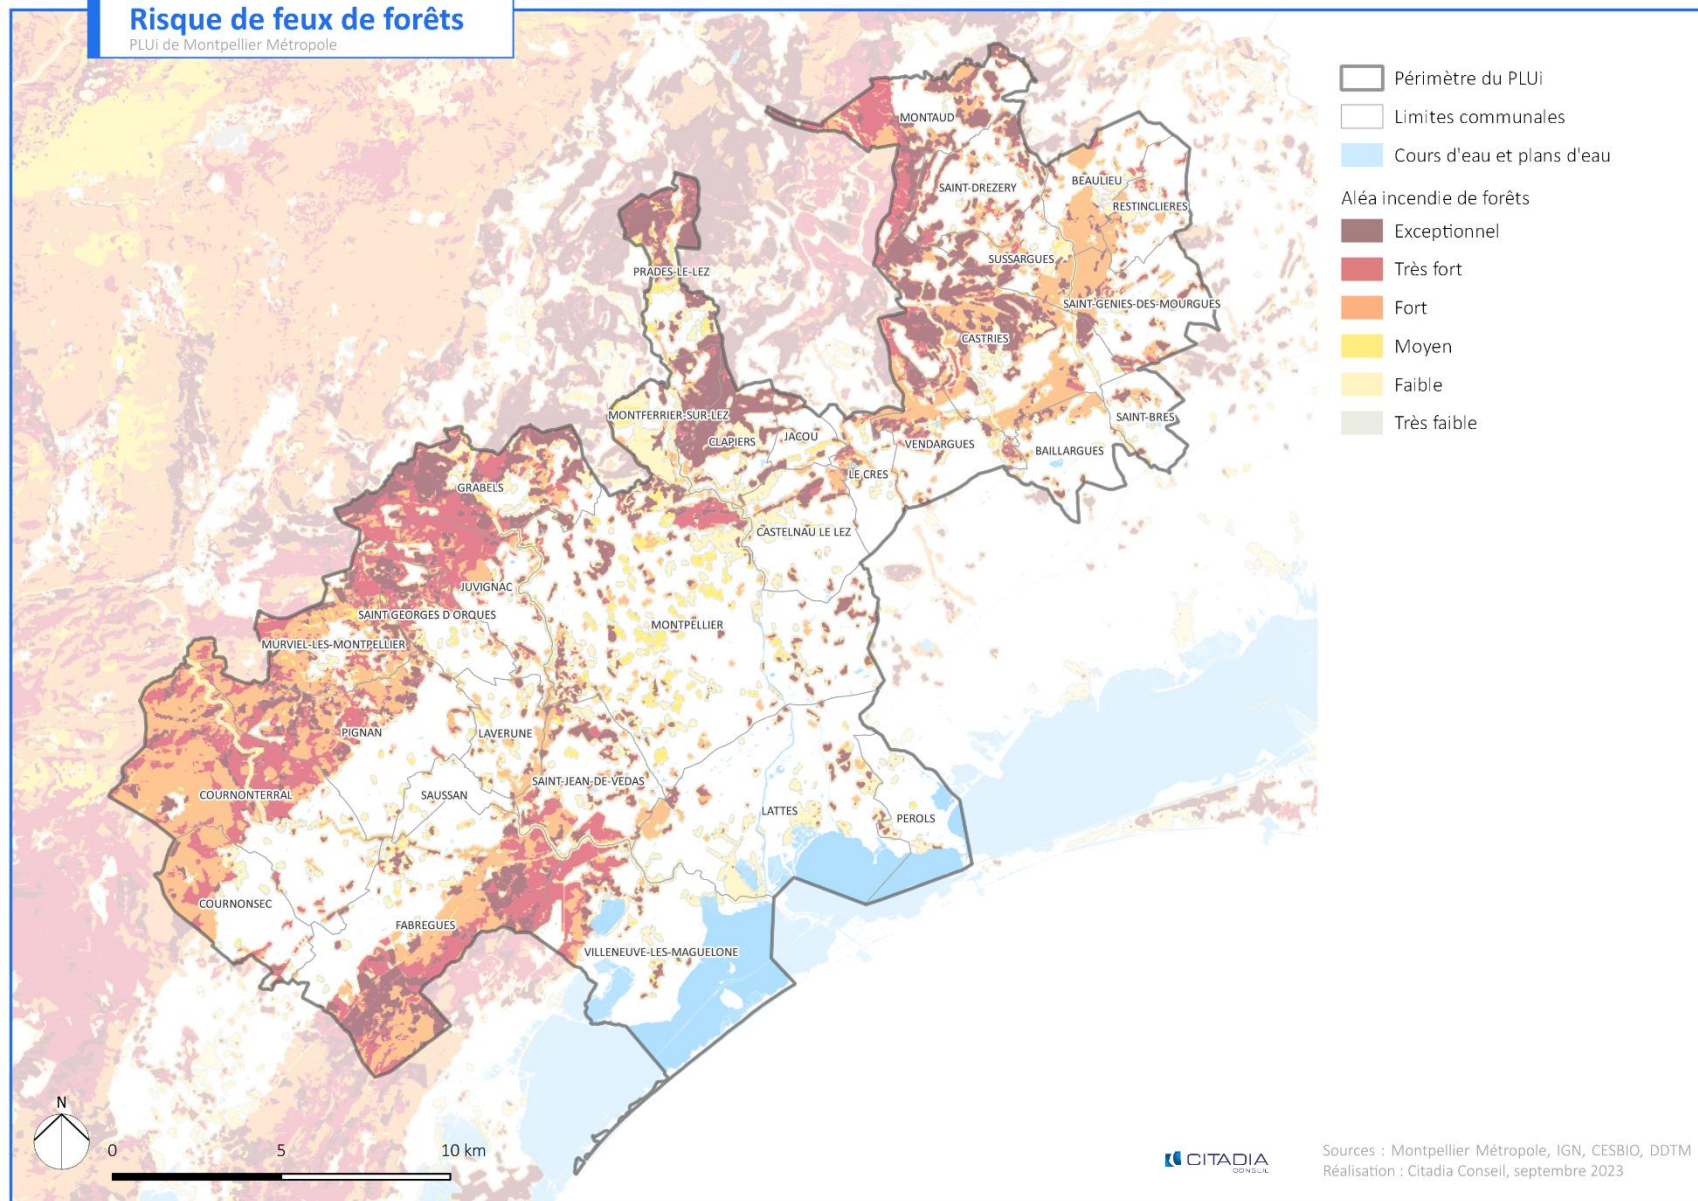 Risque de feux de forêts
PLUi de Montpellier Métropole
Périmètre du PLUi
Limites communales
Cours d'eau et plans d'eau
Aléa incendie de forêts
Exceptionnel
Très fort
Fort
Moyen
Faible
Très faible
MONTAUD
SAINT-DREZERY
BEAULIEU
RESTINCLIERES
SUSSARGUES
PRADES-LE-LEZ
SAINT-GENIES-DES-MOURGUES
CASTRIES
MONTFERRIER-SUR-LEZ
CLAPIERS
JACOU
VENDARGUES
SAINT-BRES
BAILLARGUES
LE CRES
GRABELS
CASTELNAU LE LEZ
JUVIGNAC
SAINT GEORGES D ORQUES
MONTPELLIER
MURVIEL-LES-MONTPELLIER
PIGNAN
LAVERUNE
SAINT-JEAN-DE-VEDAS
COURNONTERRAL
SAUSSAN
LATTES
PEROLS
COURNONSEC
FABREGUES
VILLENEUVE-LES-MAGUELONE
N
0 5 10 km
CITADIA
CONSEIL
Sources : Montpellier Métropole, IGN, CESBIO, DDTM
Réalisation : Citadia Conseil, septembre 2023